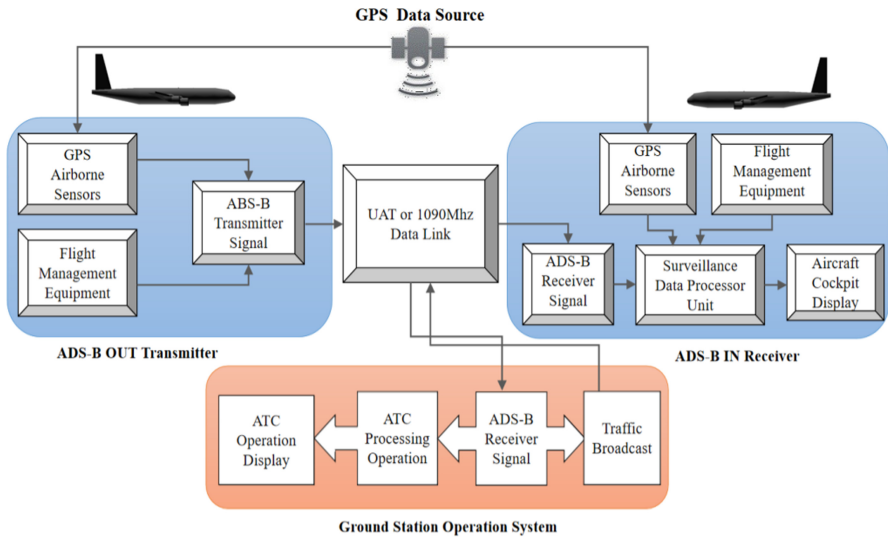 GPS Data Source
GPS
Airborne
Sensors
Flight
Management
Equipment
ABS-B
Transmitter
Signal
ADS-B OUT Transmitter
UAT or 1090Mhz
Data Link
GPS
Airborne
Sensors
Flight
Management
Equipment
ADS-B
Receiver
Signal
Surveillance
Data Processor
Unit
Aircraft
Cockpit
Display
ADS-B IN Receiver
ATC
Operation
Display
ATC
Processing
Operation
ADS-B
Receiver
Signal
Traffic
Broadcast
Ground Station Operation System